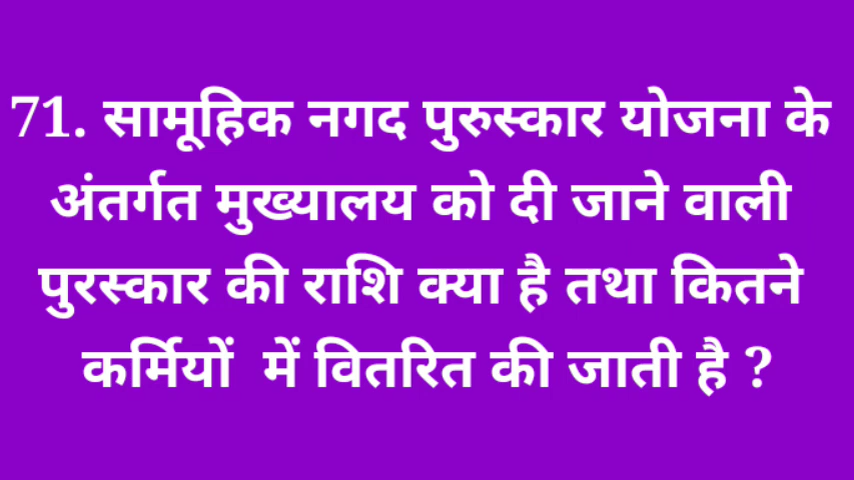 71. सामूहिक नगद पुरुस्कार योजना के
अंतर्गत मुख्यालय को दी जाने वाली
पुरस्कार की राशि क्या है तथा कितने
कर्मियों में वितरित की जाती है ?